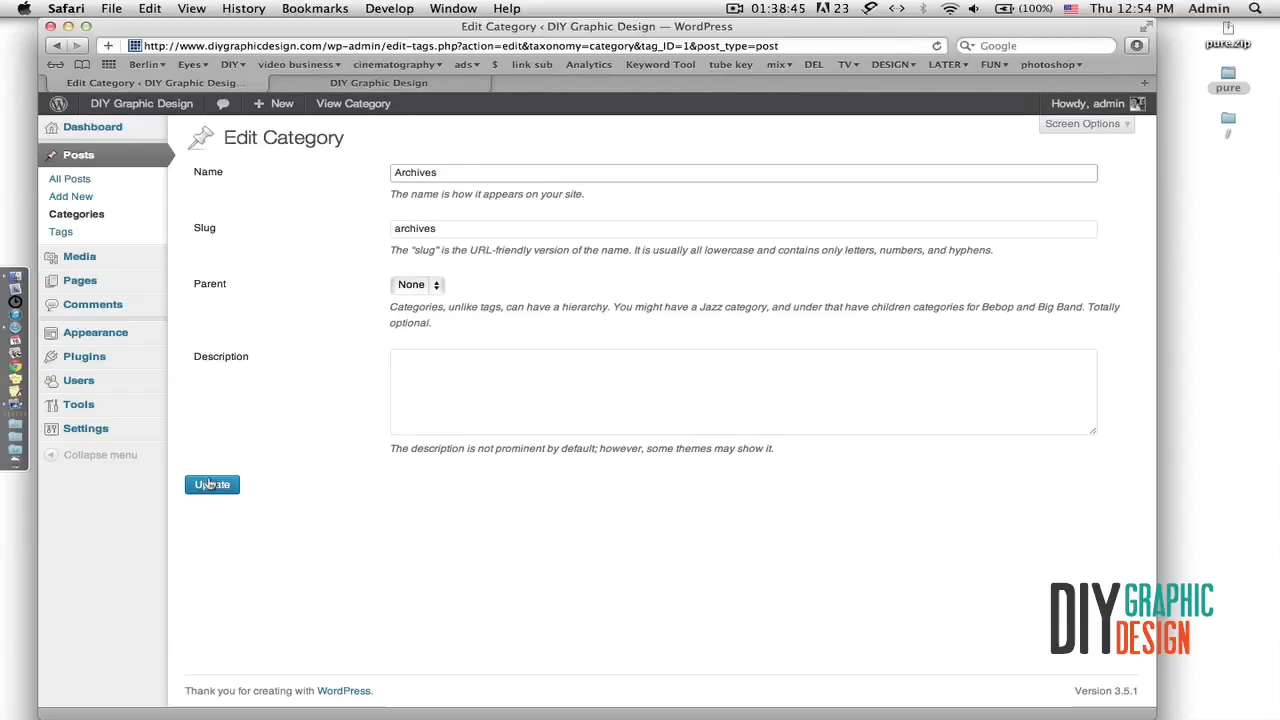 Safari File Edit View History Bookmarks Develop Window Help 01:38:45 23 (100%) Thu 12:54 PM Admin
Edit Category ‹ DIY Graphic Design — WordPress
http://www.diygraphicdesign.com/wp-admin/edit-tags.php?action=edit&taxonomy=category&tag_ID=1&post_type=post
Google
pure.zip
Berlin Eyes DIY video business cinematography ads $ link sub Analytics Keyword Tool tube key mix DEL TV DESIGN LATER FUN photoshop
Edit Category ‹ DIY Graphic Desig... DIY Graphic Design
pure
DIY Graphic Design + New View Category Howdy, admin
Screen Options
//
Dashboard
Posts
All Posts
Add New
Categories
Tags
Media
Pages
Comments
Appearance
Plugins
Users
Tools
Settings
Collapse menu
Edit Category
Name Archives
The name is how it appears on your site.
Slug archives
The “slug” is the URL-friendly version of the name. It is usually all lowercase and contains only letters, numbers, and hyphens.
Parent None
Categories, unlike tags, can have a hierarchy. You might have a Jazz category, and under that have children categories for Bebop and Big Band. Totally
optional.
Description
The description is not prominent by default; however, some themes may show it.
Update
DIY GRAPHIC
DESIGN
Thank you for creating with WordPress. Version 3.5.1